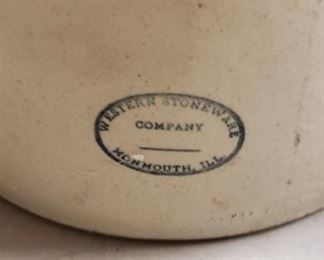 WESTERN STONEWARE
COMPANY
MONMOUTH, ILL.